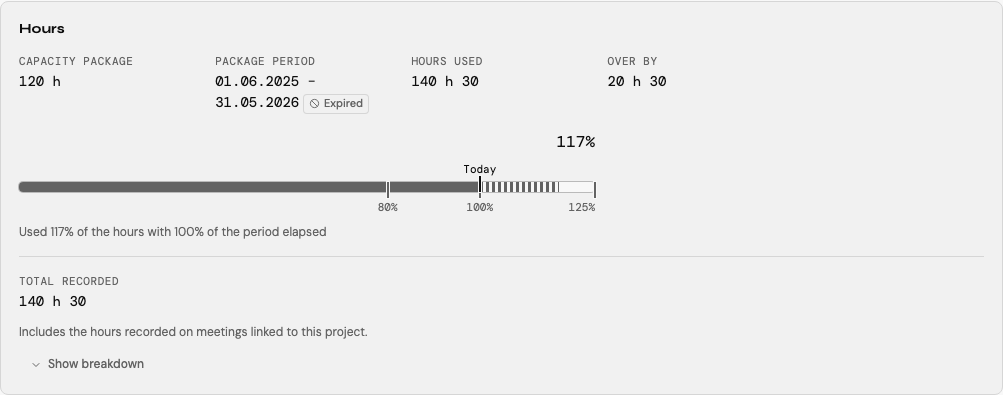 Hours
CAPACITY PACKAGE
120 h
PACKAGE PERIOD
01.06.2025 –
31.05.2026 Expired
HOURS USED
140 h 30
OVER BY
20 h 30
117%
Today
80% 100% 125%
Used 117% of the hours with 100% of the period elapsed
TOTAL RECORDED
140 h 30
Includes the hours recorded on meetings linked to this project.
Show breakdown